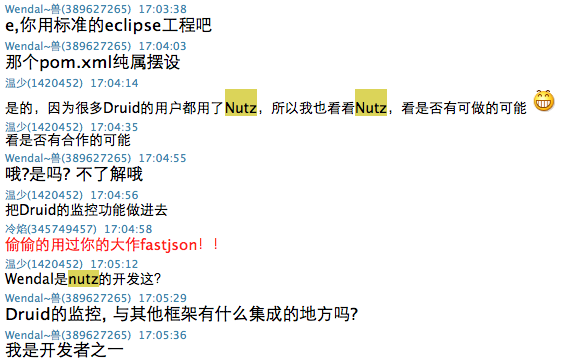 Wendal~兽(389627265) 17:03:38
e,你用标准的eclipse工程吧
Wendal~兽(389627265) 17:04:03
那个pom.xml纯属摆设
温少(1420452) 17:04:14
是的，因为很多Druid的用户都用了Nutz，所以我也看看Nutz，看是否有可做的可能
温少(1420452) 17:04:35
看是否有合作的可能
Wendal~兽(389627265) 17:04:55
哦?是吗? 不了解哦
温少(1420452) 17:04:56
把Druid的监控功能做进去
冷焰(345749457) 17:04:58
偷偷的用过你的大作fastjson！！
温少(1420452) 17:05:12
Wendal是nutz的开发这?
Wendal~兽(389627265) 17:05:29
Druid的监控, 与其他框架有什么集成的地方吗?
Wendal~兽(389627265) 17:05:36
我是开发者之一